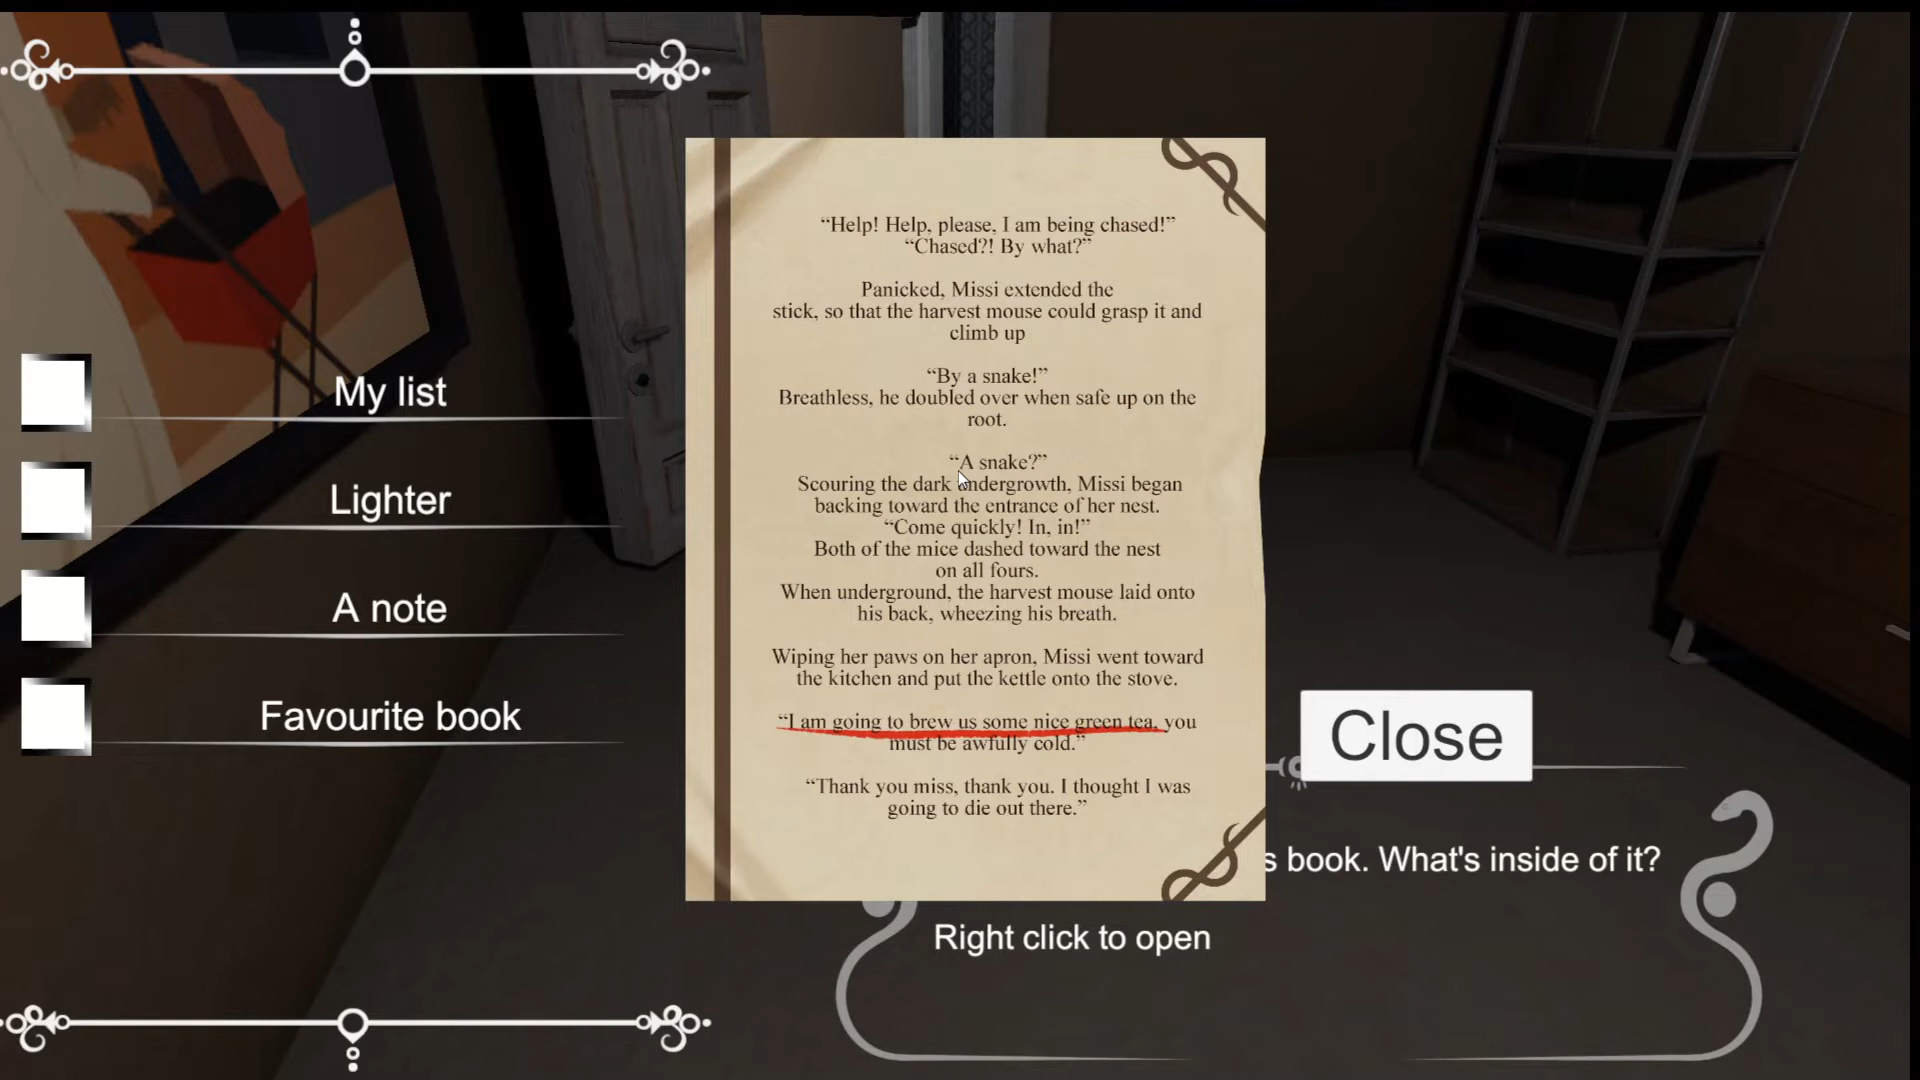 My list
Lighter
A note
Favourite book
“Help! Help, please, I am being chased!”
“Chased?! By what?”
Panicked, Missi extended the
stick, so that the harvest mouse could grasp it and
climb up
“By a snake!”
Breathless, he doubled over when safe up on the
root.
“A snake?”
Scouring the dark undergrowth, Missi began
backing toward the entrance of her nest.
“Come quickly! In, in!”
Both of the mice dashed toward the nest
on all fours.
When underground, the harvest mouse laid onto
his back, wheezing his breath.
Wiping her paws on her apron, Missi went toward
the kitchen and put the kettle onto the stove.
“I am going to brew us some nice green tea, you
must be awfully cold.”
“Thank you miss, thank you. I thought I was
going to die out there.”
Close
s book. What's inside of it?
Right click to open